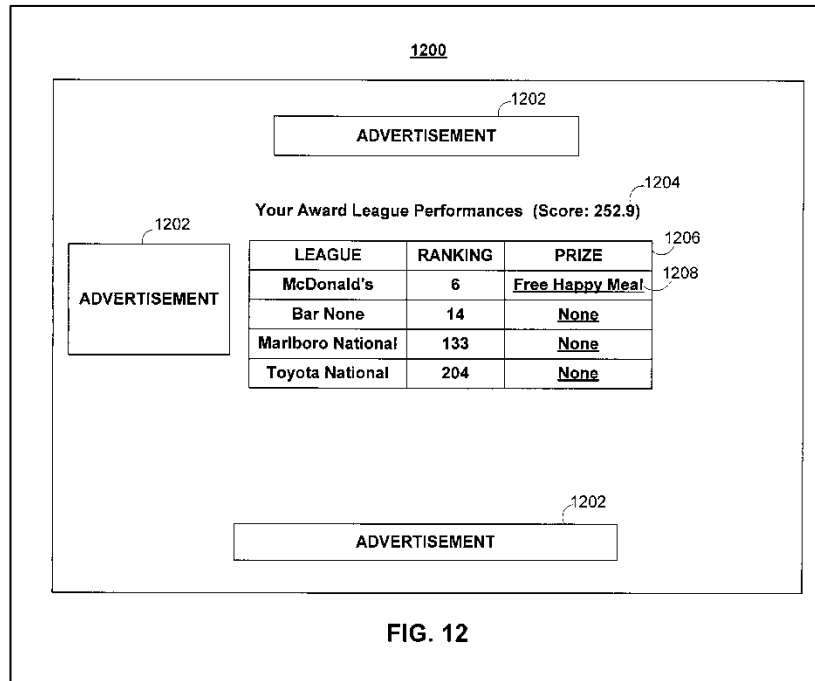 1200
1202
ADVERTISEMENT
1204
Your Award League Performances (Score: 252.9)
1202
1206
LEAGUE RANKING PRIZE
1208
McDonald's 6 Free Happy Meal
ADVERTISEMENT
Bar None 14 None
Marlboro National 133 None
Toyota National 204 None
1202
ADVERTISEMENT
FIG. 12